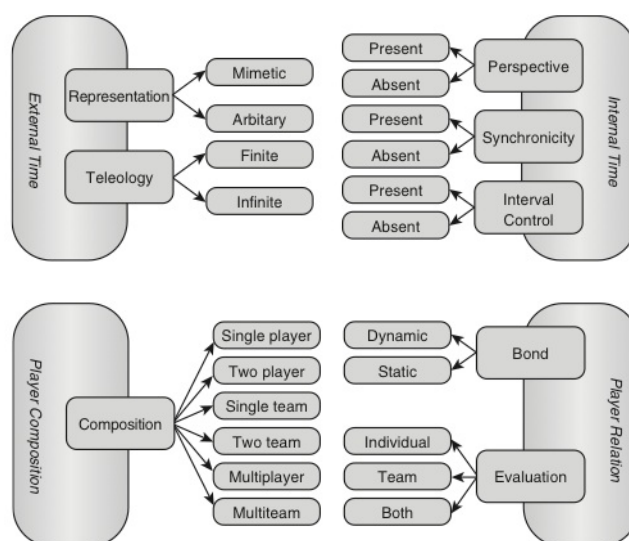 External Time
Representation
Mimetic
Arbitary
Teleology
Finite
Infinite
Present
Absent
Perspective
Present
Absent
Synchronicity
Present
Absent
Interval
Control
Internal Time
Player Composition
Composition
Single player
Two player
Single team
Two team
Multiplayer
Multiteam
Dynamic
Static
Bond
Individual
Team
Both
Evaluation
Player Relation